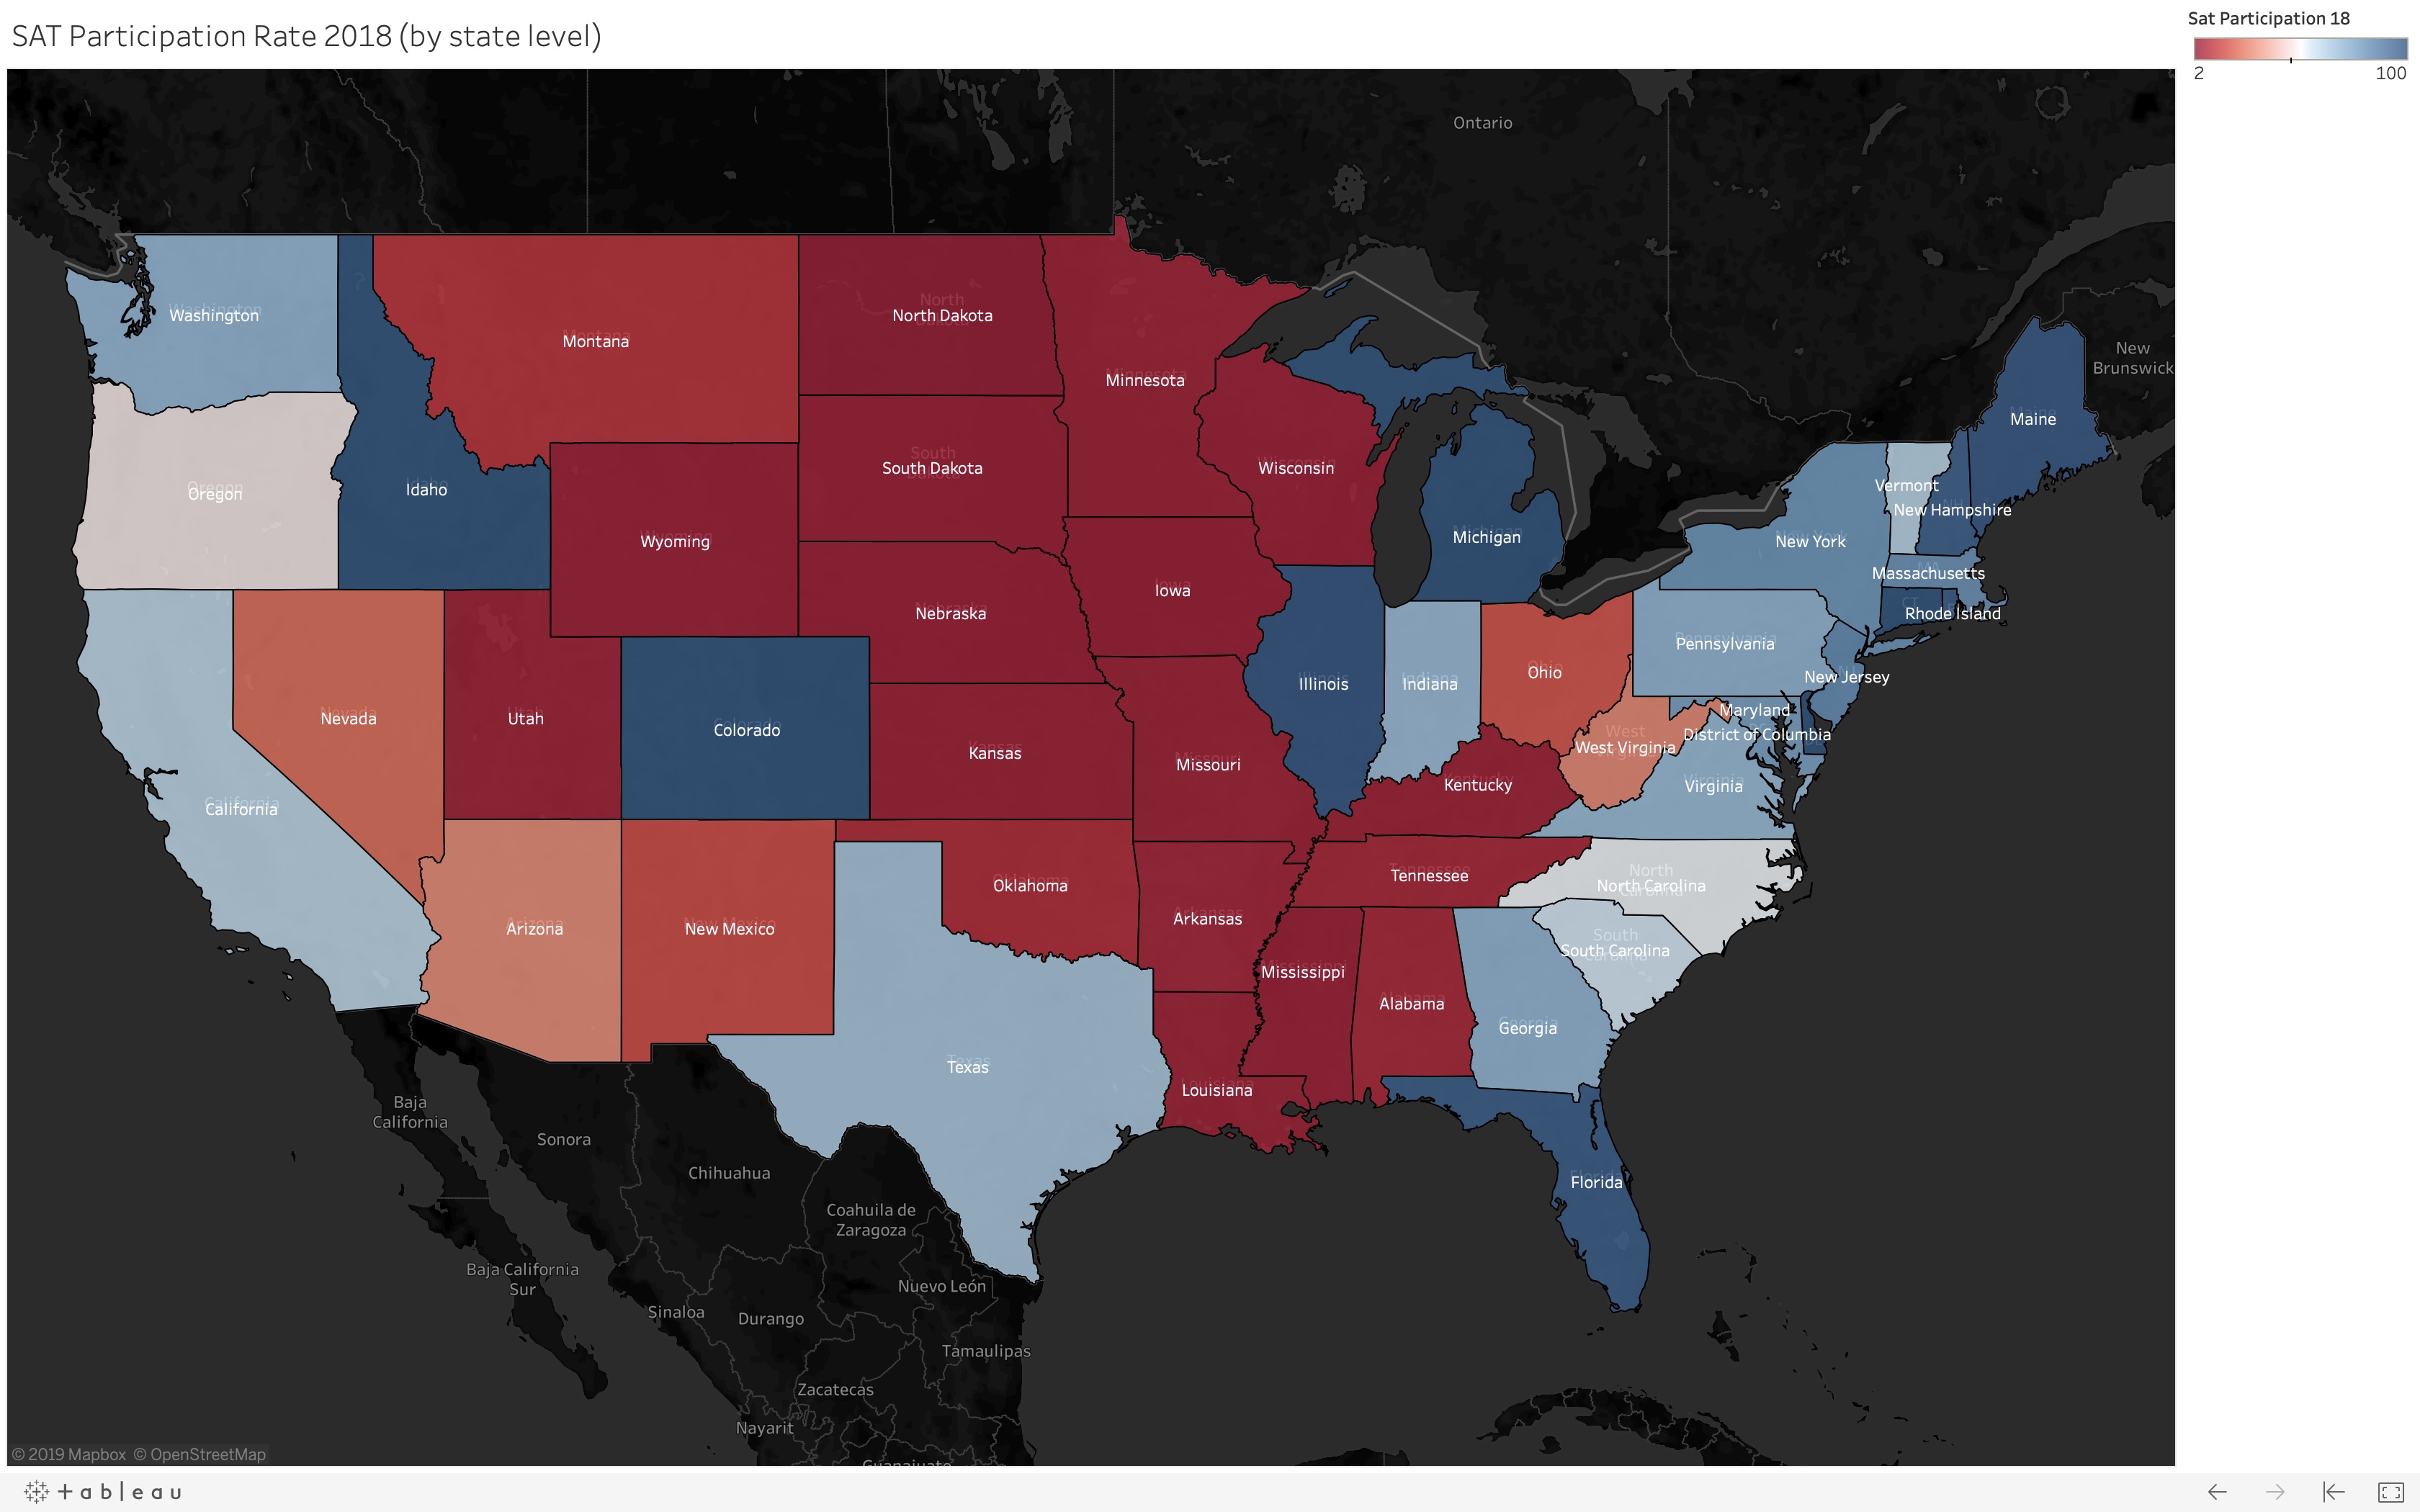 SAT Participation Rate 2018 (by state level)
Sat Participation 18
2 100
Ontario
New
Brunswick
Washington
Montana
North Dakota
Minnesota
Maine
Oregon
Idaho
South Dakota
Wisconsin
Vermont
New Hampshire
Wyoming
Michigan
New York
Massachusetts
Iowa
Nebraska
Rhode Island
Pennsylvania
Ohio
New Jersey
Illinois
Indiana
Nevada
Utah
Colorado
Maryland
District of Columbia
West Virginia
Kansas
Missouri
Kentucky
Virginia
California
Tennessee
North Carolina
Oklahoma
Arkansas
Arizona
New Mexico
South Carolina
Mississippi
Alabama
Georgia
Texas
Louisiana
Baja
California
Sonora
Chihuahua
Florida
Coahuila de
Zaragoza
Baja California
Sur
Nuevo León
Sinaloa
Durango
Tamaulipas
Zacatecas
Nayarit
Guanajuato
© 2019 Mapbox © OpenStreetMap
+ a b | e a u